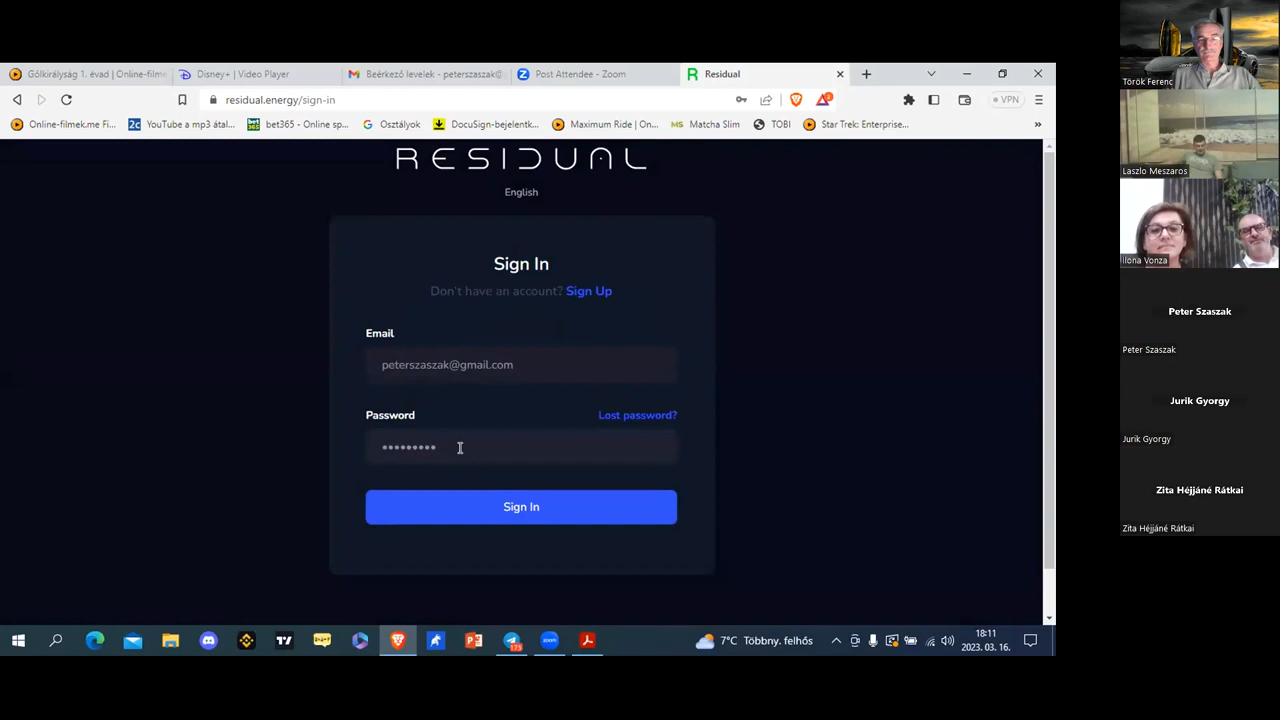 Gólkirályság 1. évad | Online-filme
Disney+ | Video Player
Beérkező levelek - peterszaszak@
Post Attendee - Zoom
Residual
residual.energy/sign-in
VPN
Online-filmek.me Fi...
YouTube a mp3 átal...
bet365 - Online sp...
Osztályok
DocuSign-bejelentk...
Maximum Ride | On...
MS Matcha Slim
TOBI
Star Trek: Enterprise...
RESIDUAL
English
Sign In
Don't have an account? Sign Up
Email
peterszaszak@gmail.com
Password
Lost password?
Sign In
7°C Többny. felhős
18:11
2023. 03. 16.
Török Ferenc
Laszlo Meszaros
Ilona Vonza
Peter Szaszak
Peter Szaszak
Jurik Gyorgy
Jurik Gyorgy
Zita Héjjáné Rátkai
Zita Héjjáné Rátkai